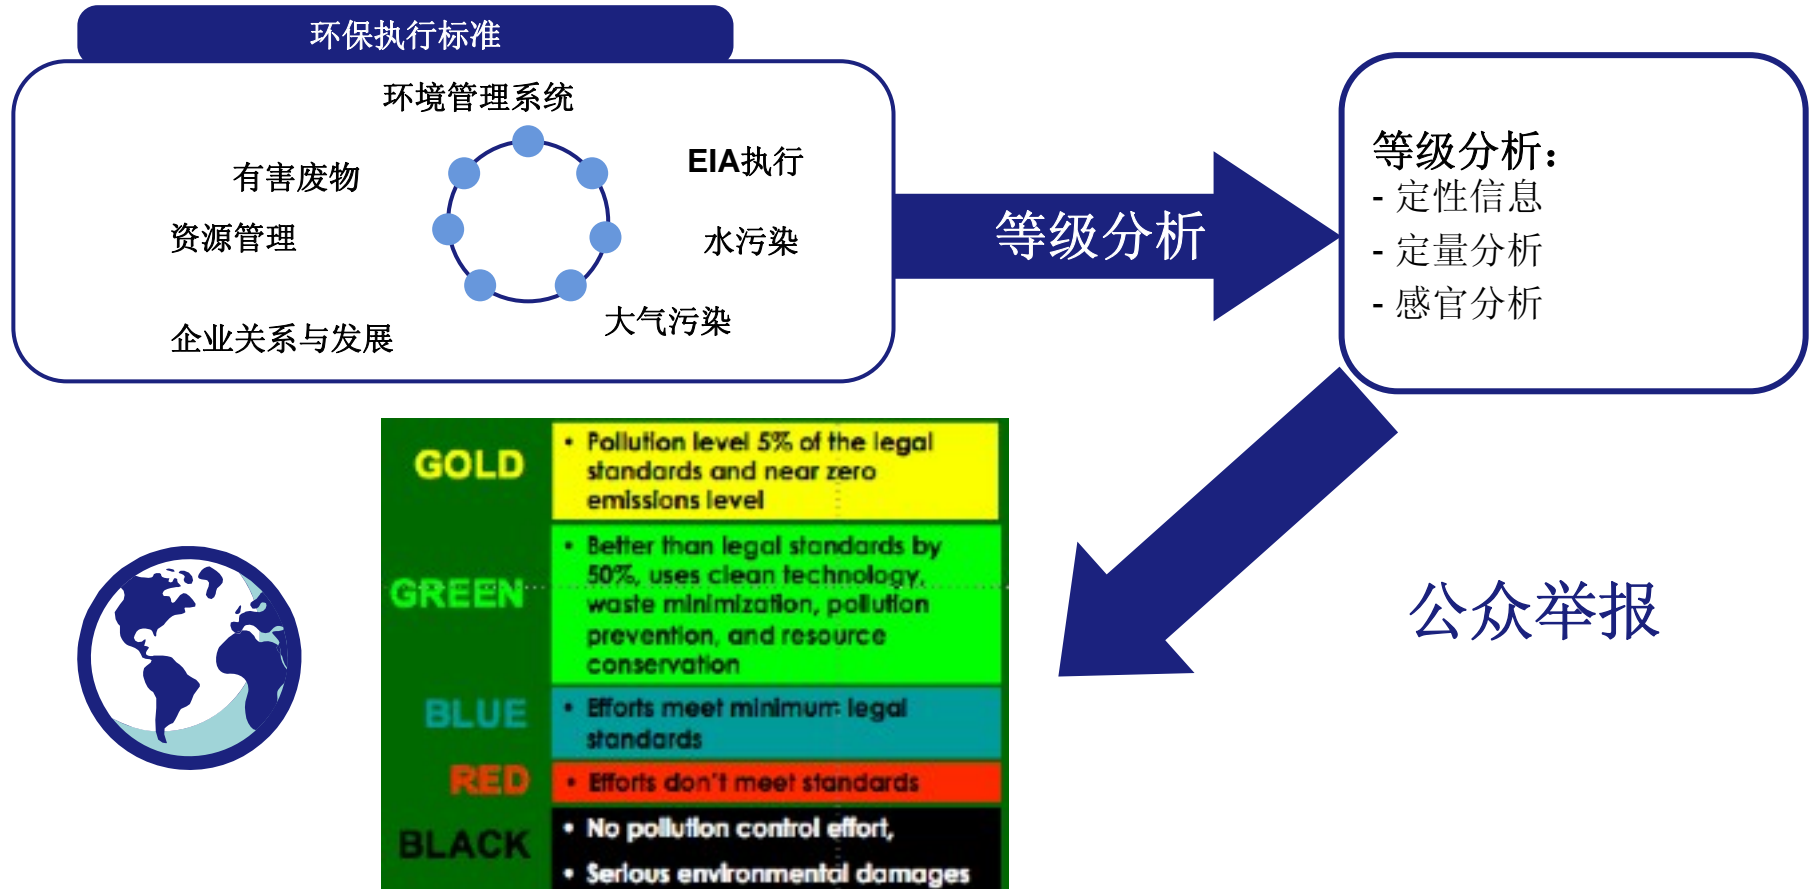 环保执行标准
环境管理系统
有害废物
EIA执行
资源管理
水污染
企业关系与发展
大气污染
等级分析
等级分析：
- 定性信息
- 定量分析
- 感官分析
公众举报
GOLD
• Pollution level 5% of the legal
standards and near zero
emissions level
GREEN
• Better than legal standards by
50%, uses clean technology,
waste minimization, pollution
prevention, and resource
conservation
BLUE
• Efforts meet minimum legal
standards
RED
• Efforts don't meet standards
BLACK
• No pollution control effort,
• Serious environmental damages